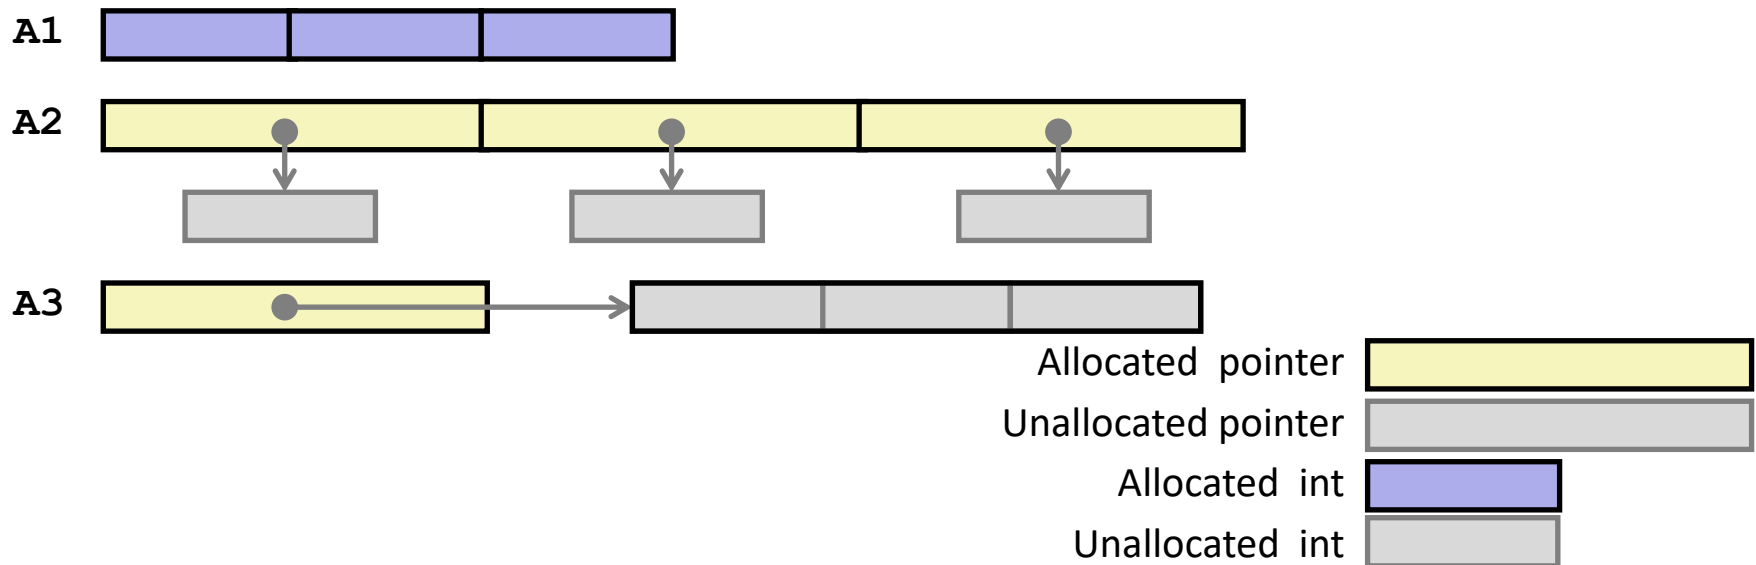 A1
A2
A3
Allocated pointer
Unallocated pointer
Allocated int
Unallocated int